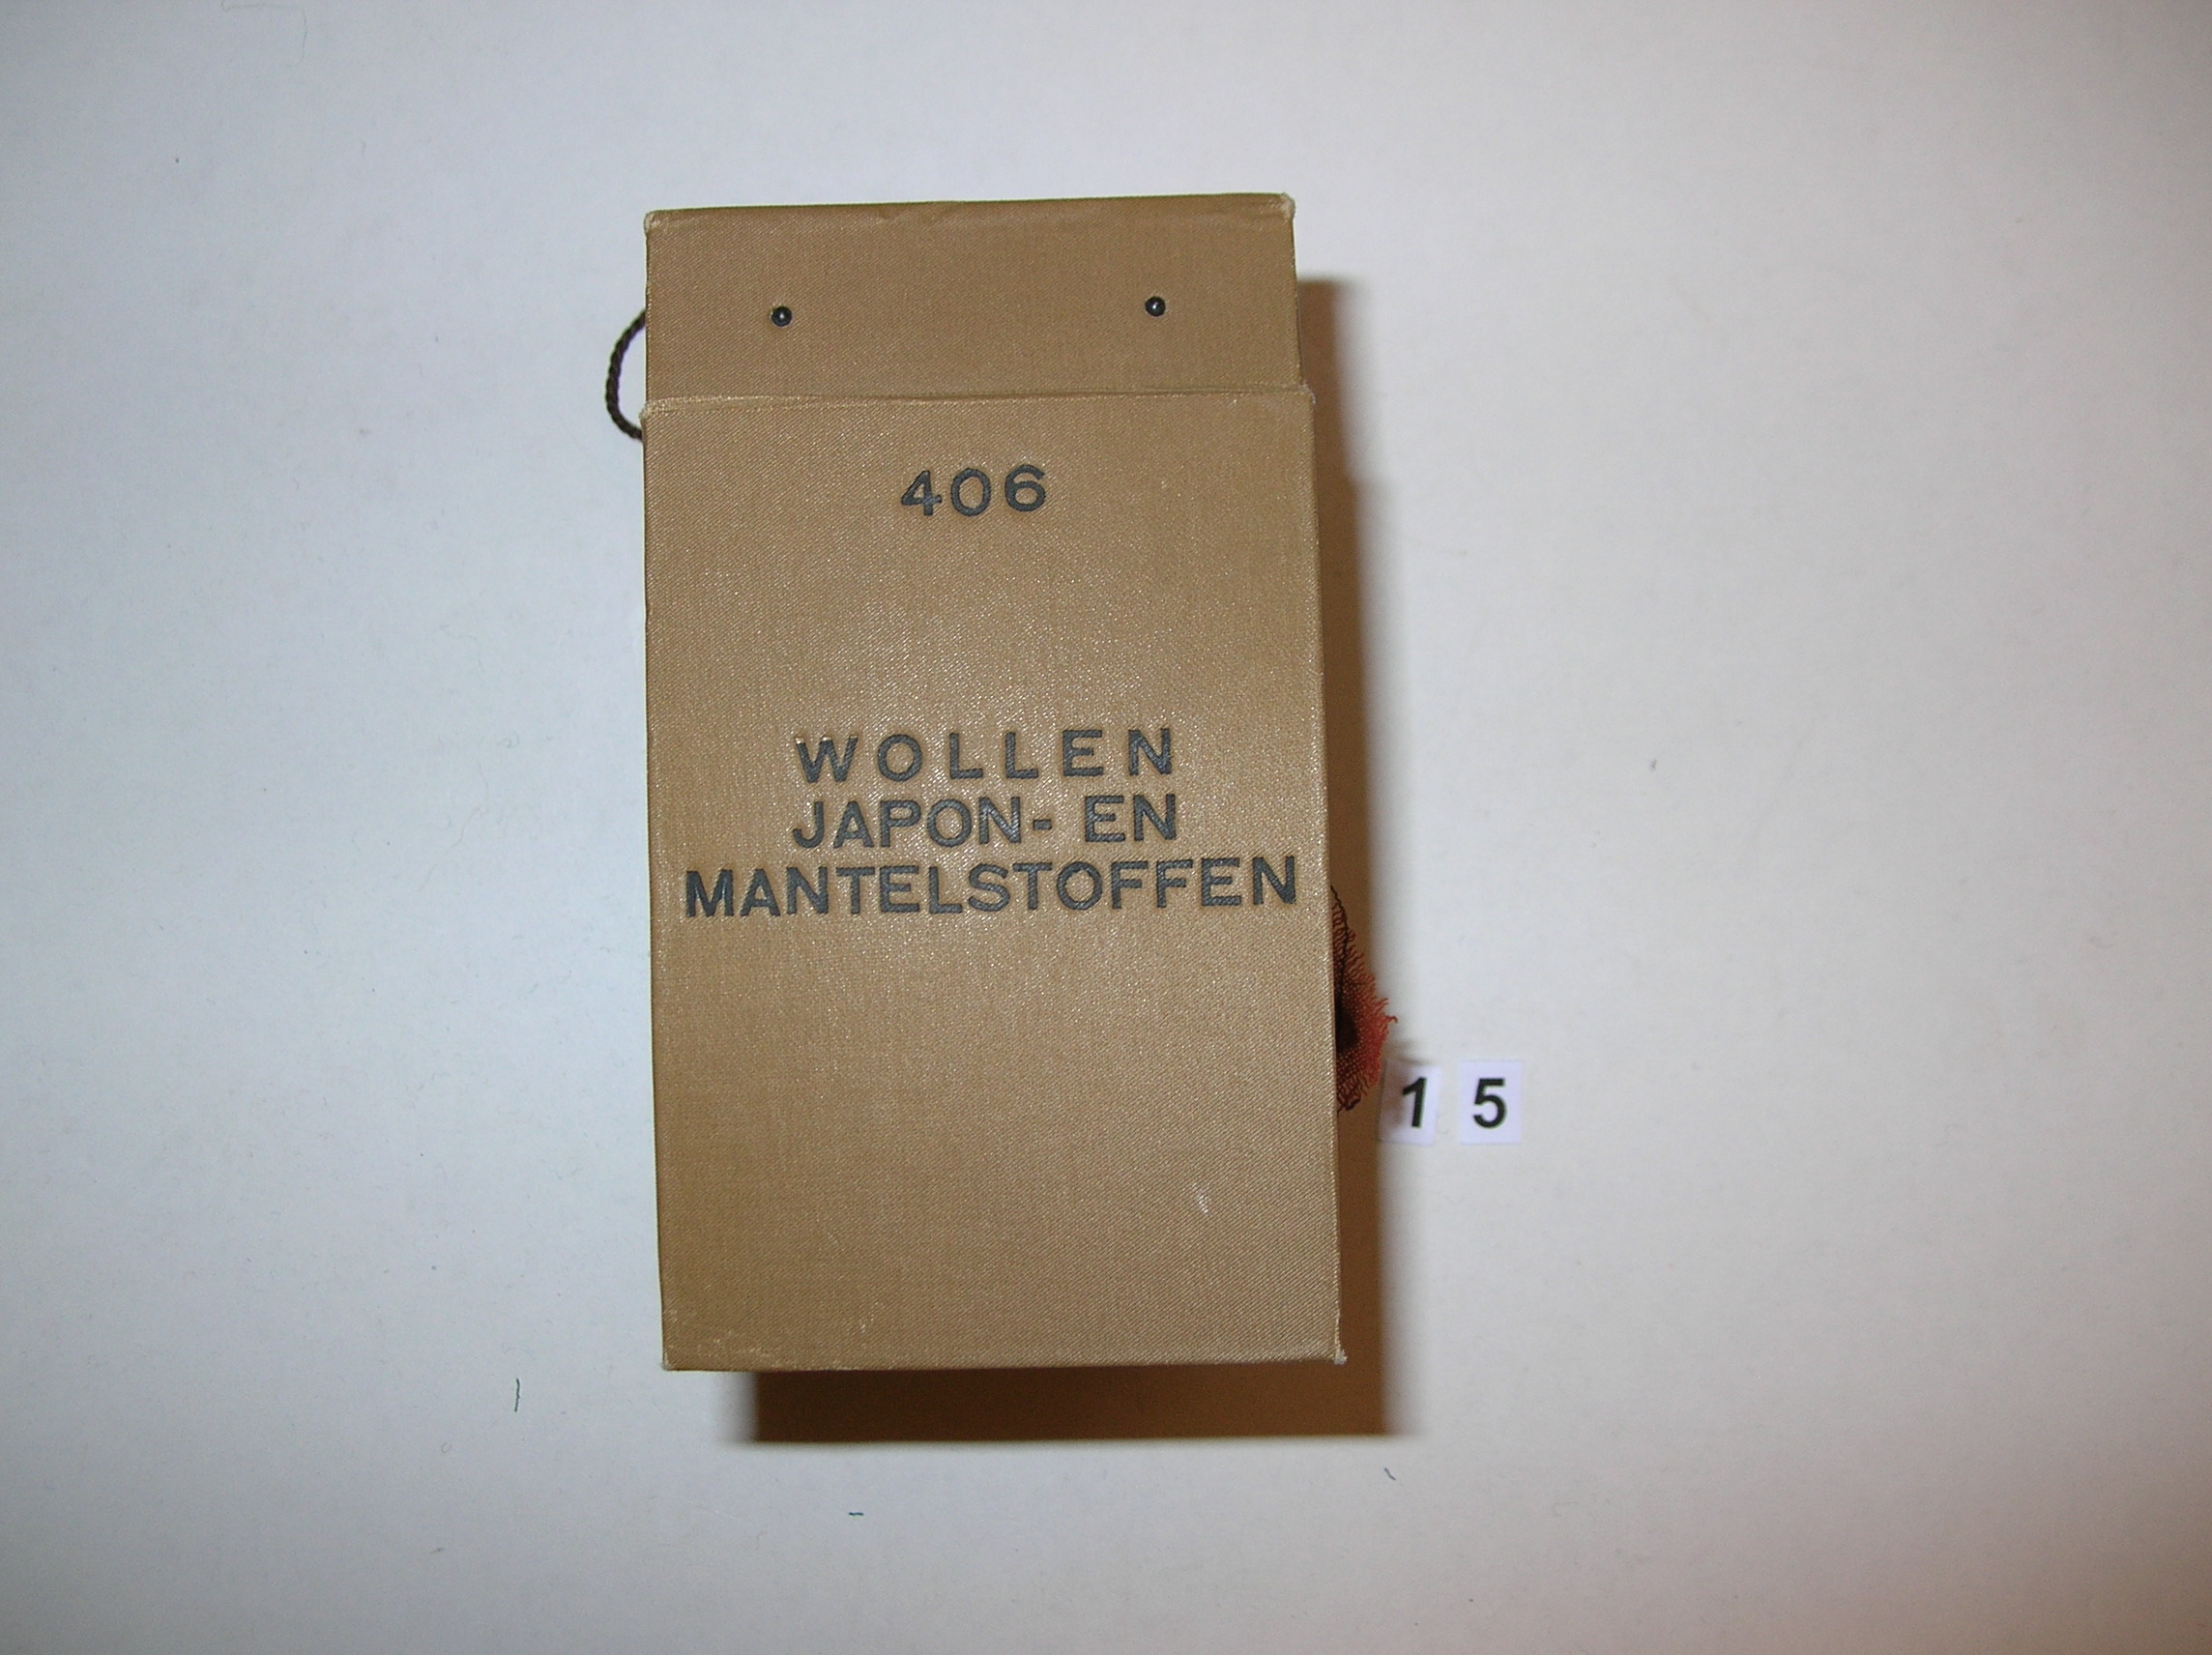 406
WOLLEN
JAPON- EN
MANTELSTOFFEN
1 5